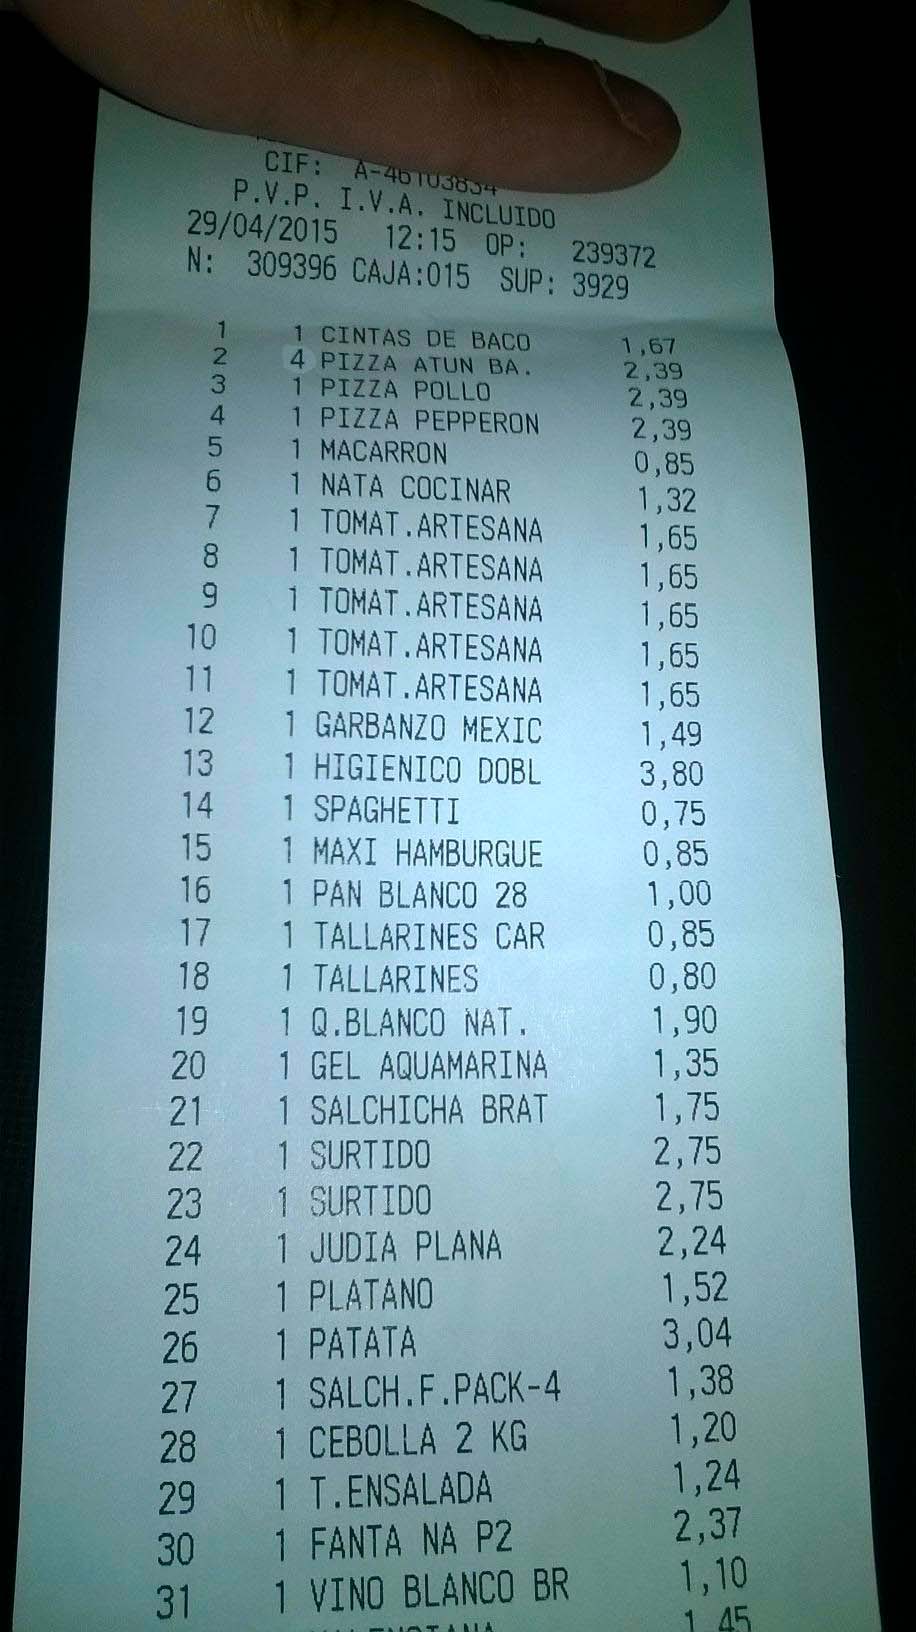 CIF: A-46103834
P.V.P. I.V.A. INCLUIDO
29/04/2015 12:15 OP: 239372
N: 309396 CAJA:015 SUP: 3929
1 1 CINTAS DE BACO 1,67
2 4 PIZZA ATUN BA. 2,39
3 1 PIZZA POLLO 2,39
4 1 PIZZA PEPPERON 2,39
5 1 MACARRON 0,85
6 1 NATA COCINAR 1,32
7 1 TOMAT.ARTESANA 1,65
8 1 TOMAT.ARTESANA 1,65
9 1 TOMAT.ARTESANA 1,65
10 1 TOMAT.ARTESANA 1,65
11 1 TOMAT.ARTESANA 1,65
12 1 GARBANZO MEXIC 1,49
13 1 HIGIENICO DOBL 3,80
14 1 SPAGHETTI 0,75
15 1 MAXI HAMBURGUE 0,85
16 1 PAN BLANCO 28 1,00
17 1 TALLARINES CAR 0,85
18 1 TALLARINES 0,80
19 1 Q.BLANCO NAT. 1,90
20 1 GEL AQUAMARINA 1,35
21 1 SALCHICHA BRAT 1,75
22 1 SURTIDO 2,75
23 1 SURTIDO 2,75
24 1 JUDIA PLANA 2,24
25 1 PLATANO 1,52
26 1 PATATA 3,04
27 1 SALCH.F.PACK-4 1,38
28 1 CEBOLLA 2 KG 1,20
29 1 T.ENSALADA 1,24
30 1 FANTA NA P2 2,37
31 1 VINO BLANCO BR 1,10
1,45